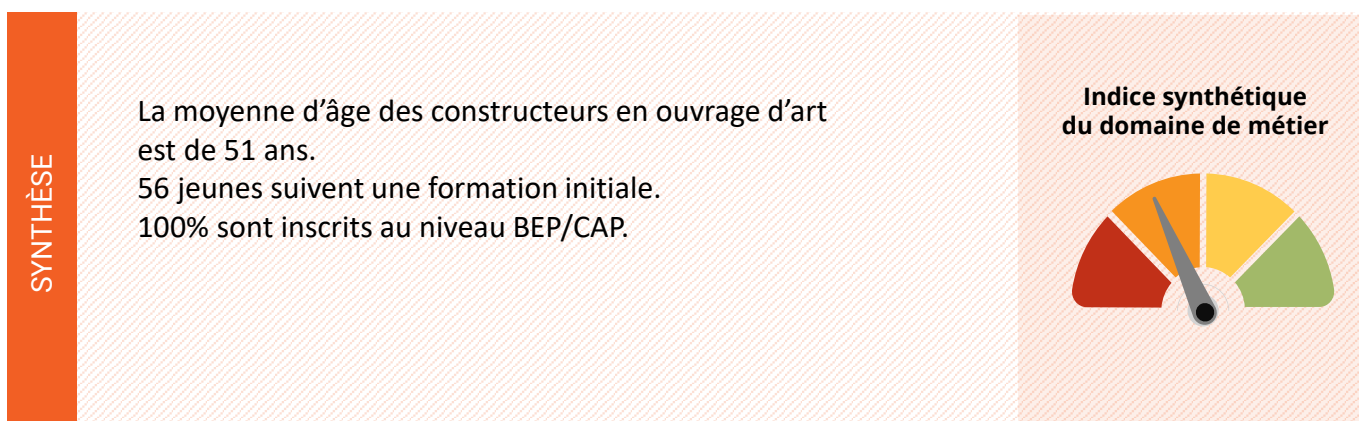 SYNTHÈSE
La moyenne d’âge des constructeurs en ouvrage d’art
est de 51 ans.
56 jeunes suivent une formation initiale.
100% sont inscrits au niveau BEP/CAP.
Indice synthétique
du domaine de métier